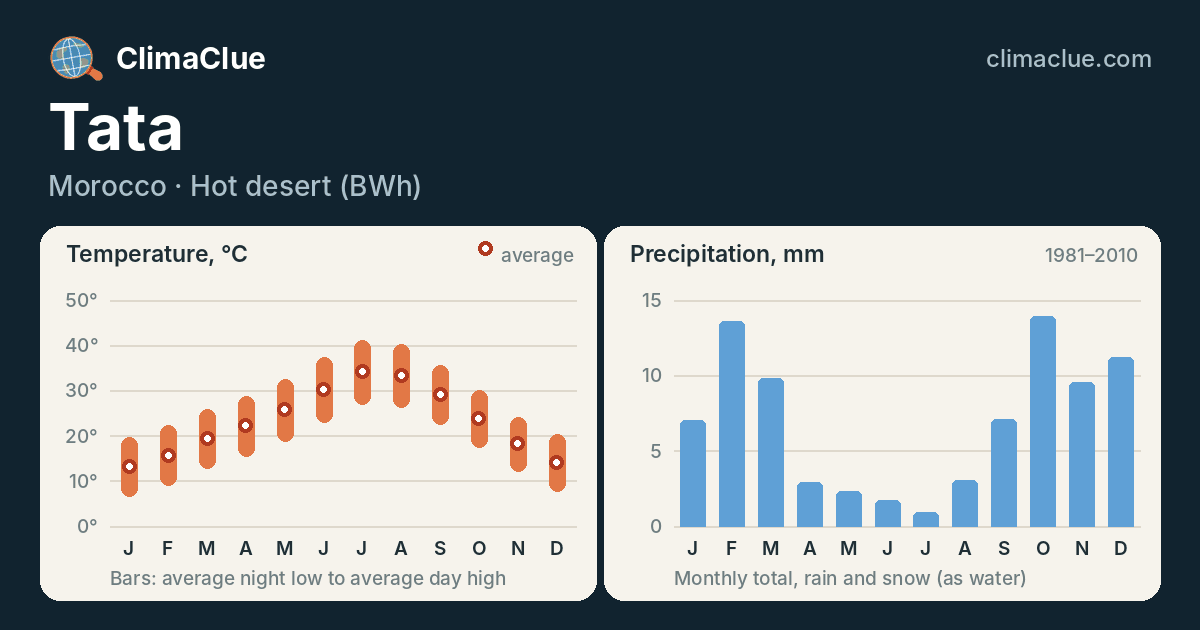 ClimaClue
climaclue.com
Tata
Morocco · Hot desert (BWh)
Temperature, °C
average
50°
40°
30°
20°
10°
0°
J F M A M J J A S O N D
Bars: average night low to average day high
Precipitation, mm
1981–2010
15
10
5
0
J F M A M J J A S O N D
Monthly total, rain and snow (as water)